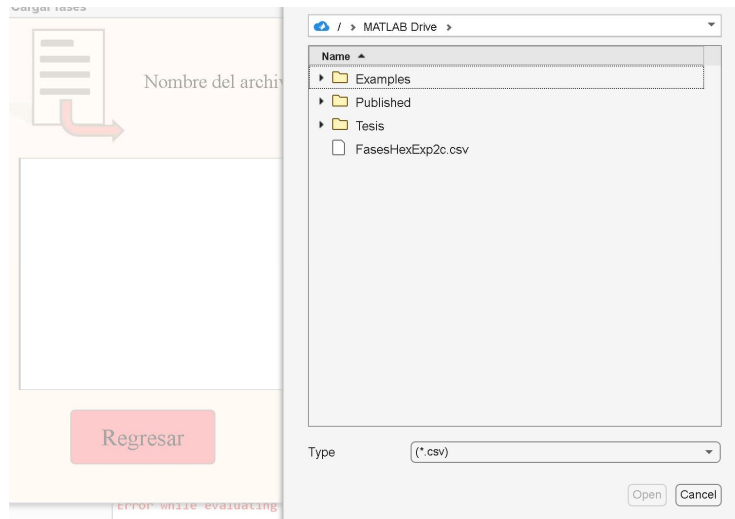 Cargar fases
/ > MATLAB Drive >
Name
Examples
Nombre del archiv
Published
Tesis
FasesHexExp2c.csv
Regresar
Type
(*.csv)
Open
Cancel
Error while evaluating